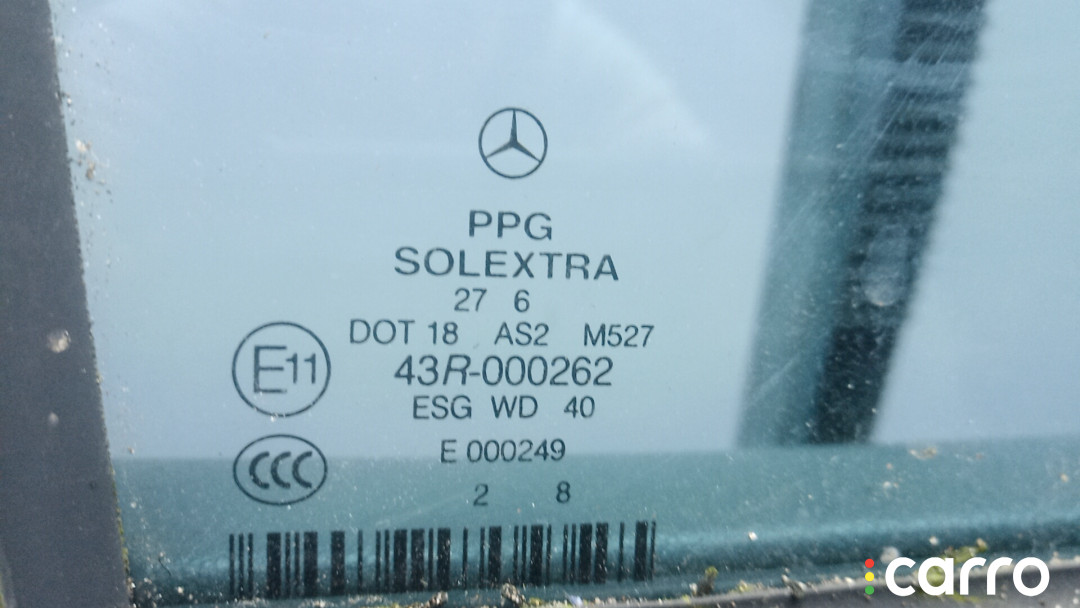 PPG
SOLEXTRA
27 6
DOT 18 AS2 M527
E11
43R-000262
ESG WD 40
CCC
E 000249
2 8
carro